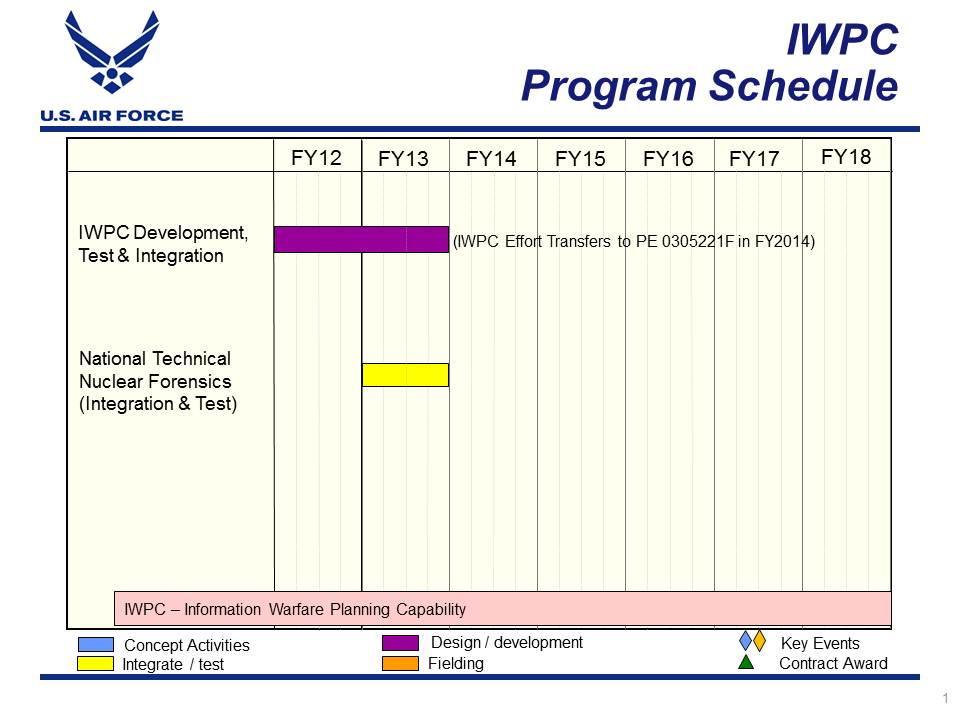 U.S. AIR FORCE
IWPC
Program Schedule
FY12 FY13 FY14 FY15 FY16 FY17 FY18
IWPC Development,
Test & Integration
(IWPC Effort Transfers to PE 0305221F in FY2014)
National Technical
Nuclear Forensics
(Integration & Test)
IWPC – Information Warfare Planning Capability
Concept Activities
Integrate / test
Design / development
Fielding
Key Events
Contract Award
1